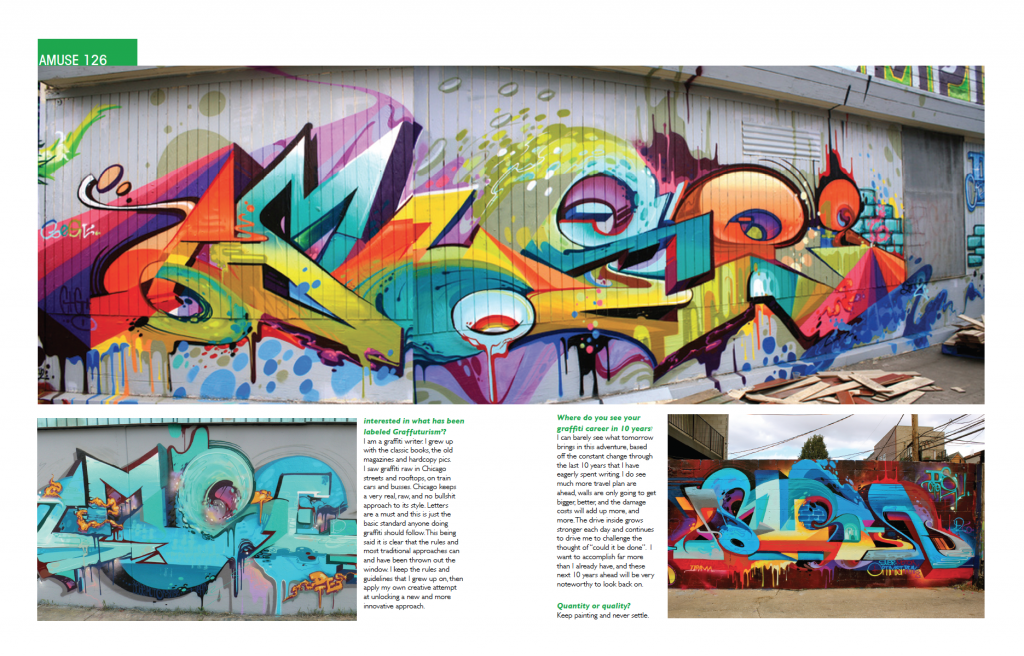 AMUSE 126
interested in what has been
labeled Graffuturism'?
I am a graffiti writer. I grew up
with the classic books, the old
magazines and hardcopy pics.
I saw graffiti raw in Chicago
streets and rooftops, on train
cars and busses. Chicago keeps
a very real, raw, and no bullshit
approach to its style. Letters
are a must and this is just the
basic standard anyone doing
graffiti should follow. This being
said it is clear that the rules and
most traditional approaches can
and have been thrown out the
window. I keep the rules and
guidelines that I grew up on, then
apply my own creative attempt
at unlocking a new and more
innovative approach.
Where do you see your
graffiti career in 10 years:
I can barely see what tomorrow
brings in this adventure, based
off the constant change through
the last 10 years that I have
eagerly spent writing. I do see
much more travel plan are
ahead, walls are only going to get
bigger, better, and the damage
costs will add up more, and
more. The drive inside grows
stronger each day and continues
to drive me to challenge the
thought of "could it be done". I
want to accomplish far more
than I already have, and these
next 10 years ahead will be very
noteworthy to look back on.
Quantity or quality?
Keep painting and never settle.